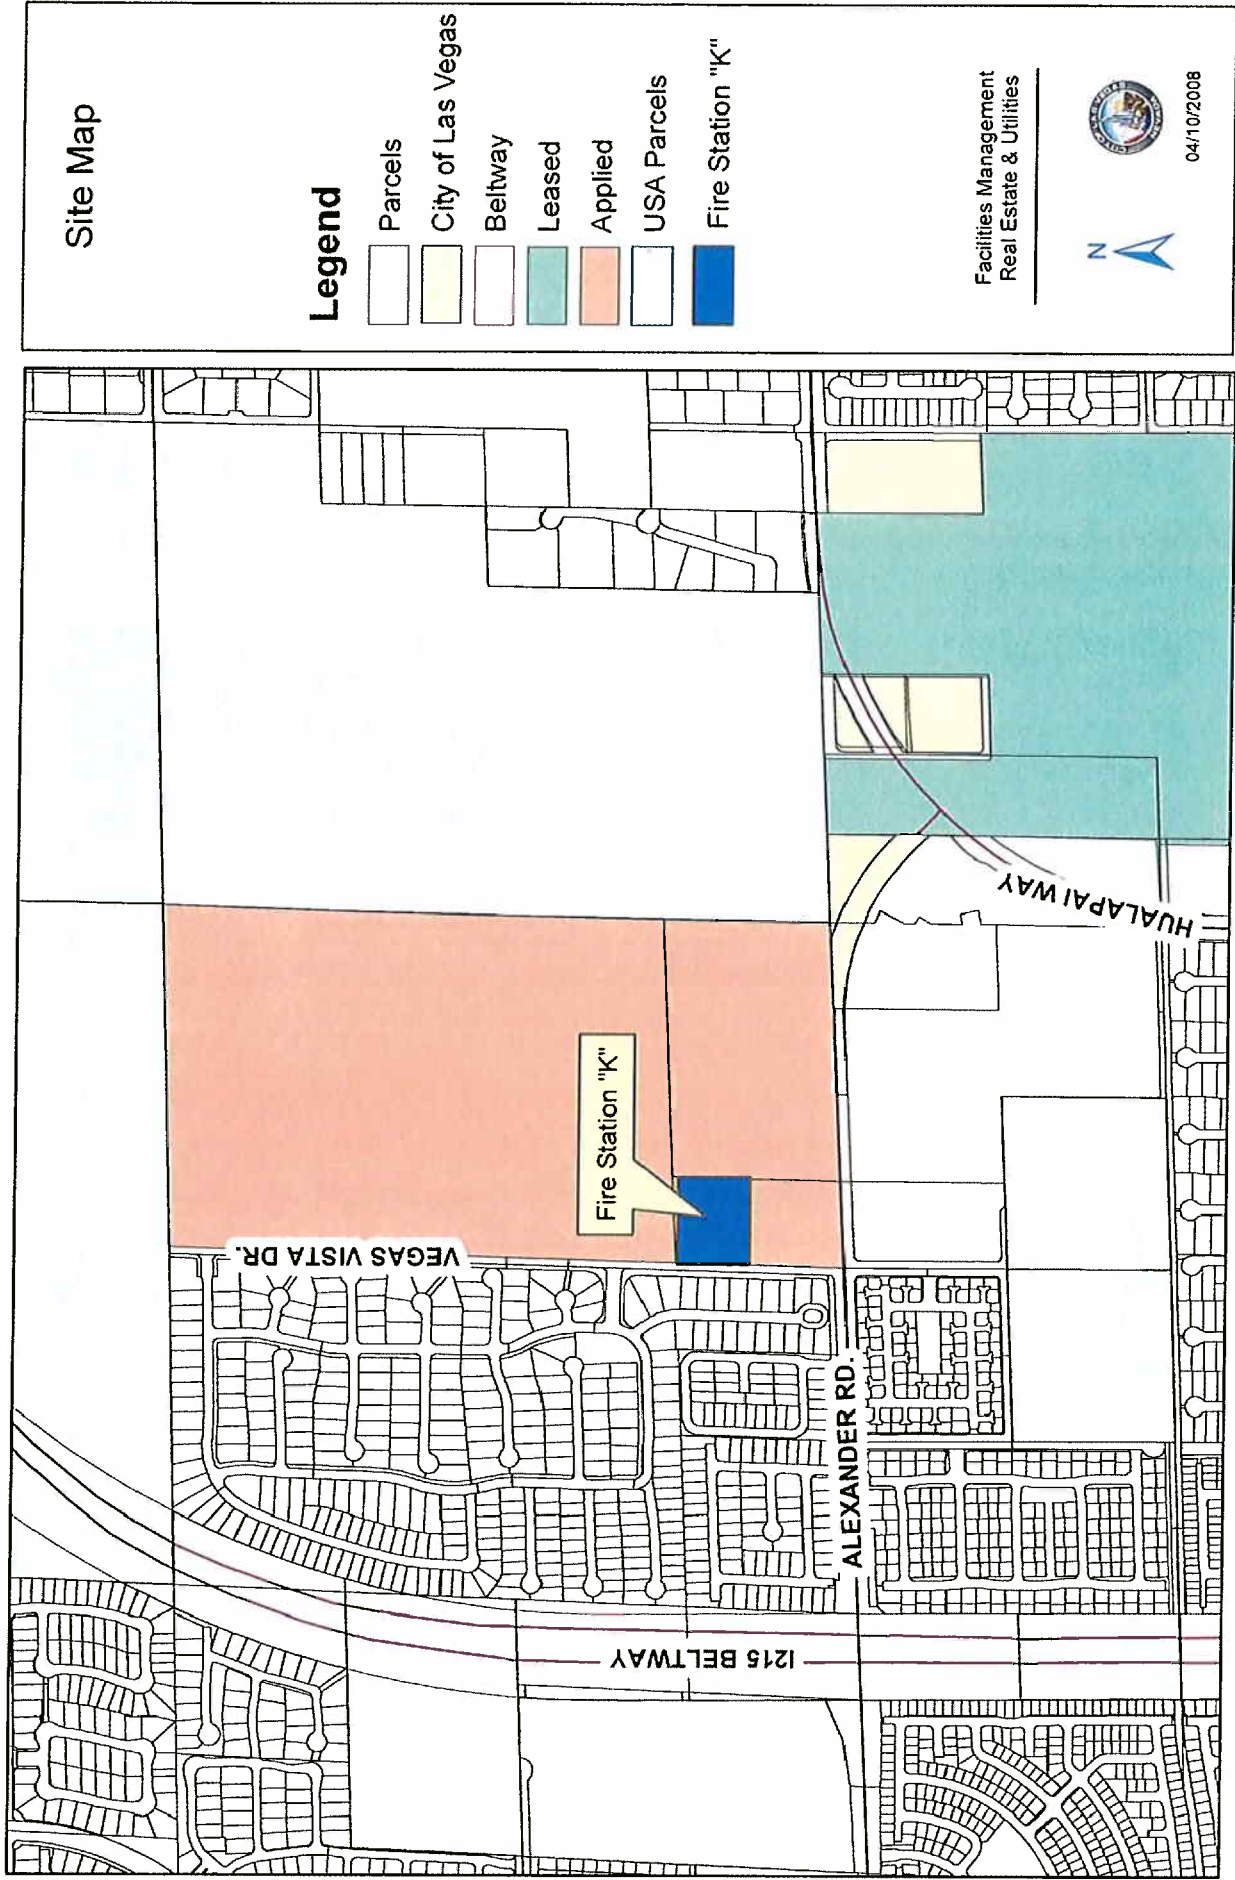 Site Map
Legend
Parcels
City of Las Vegas
Beltway
Leased
Applied
USA Parcels
Fire Station "K"
Facilities Management
Real Estate & Utilities
N
04/10/2008
Fire Station "K"
VEGAS VISTA DR.
ALEXANDER RD.
HUALAPAI WAY
I215 BELTWAY